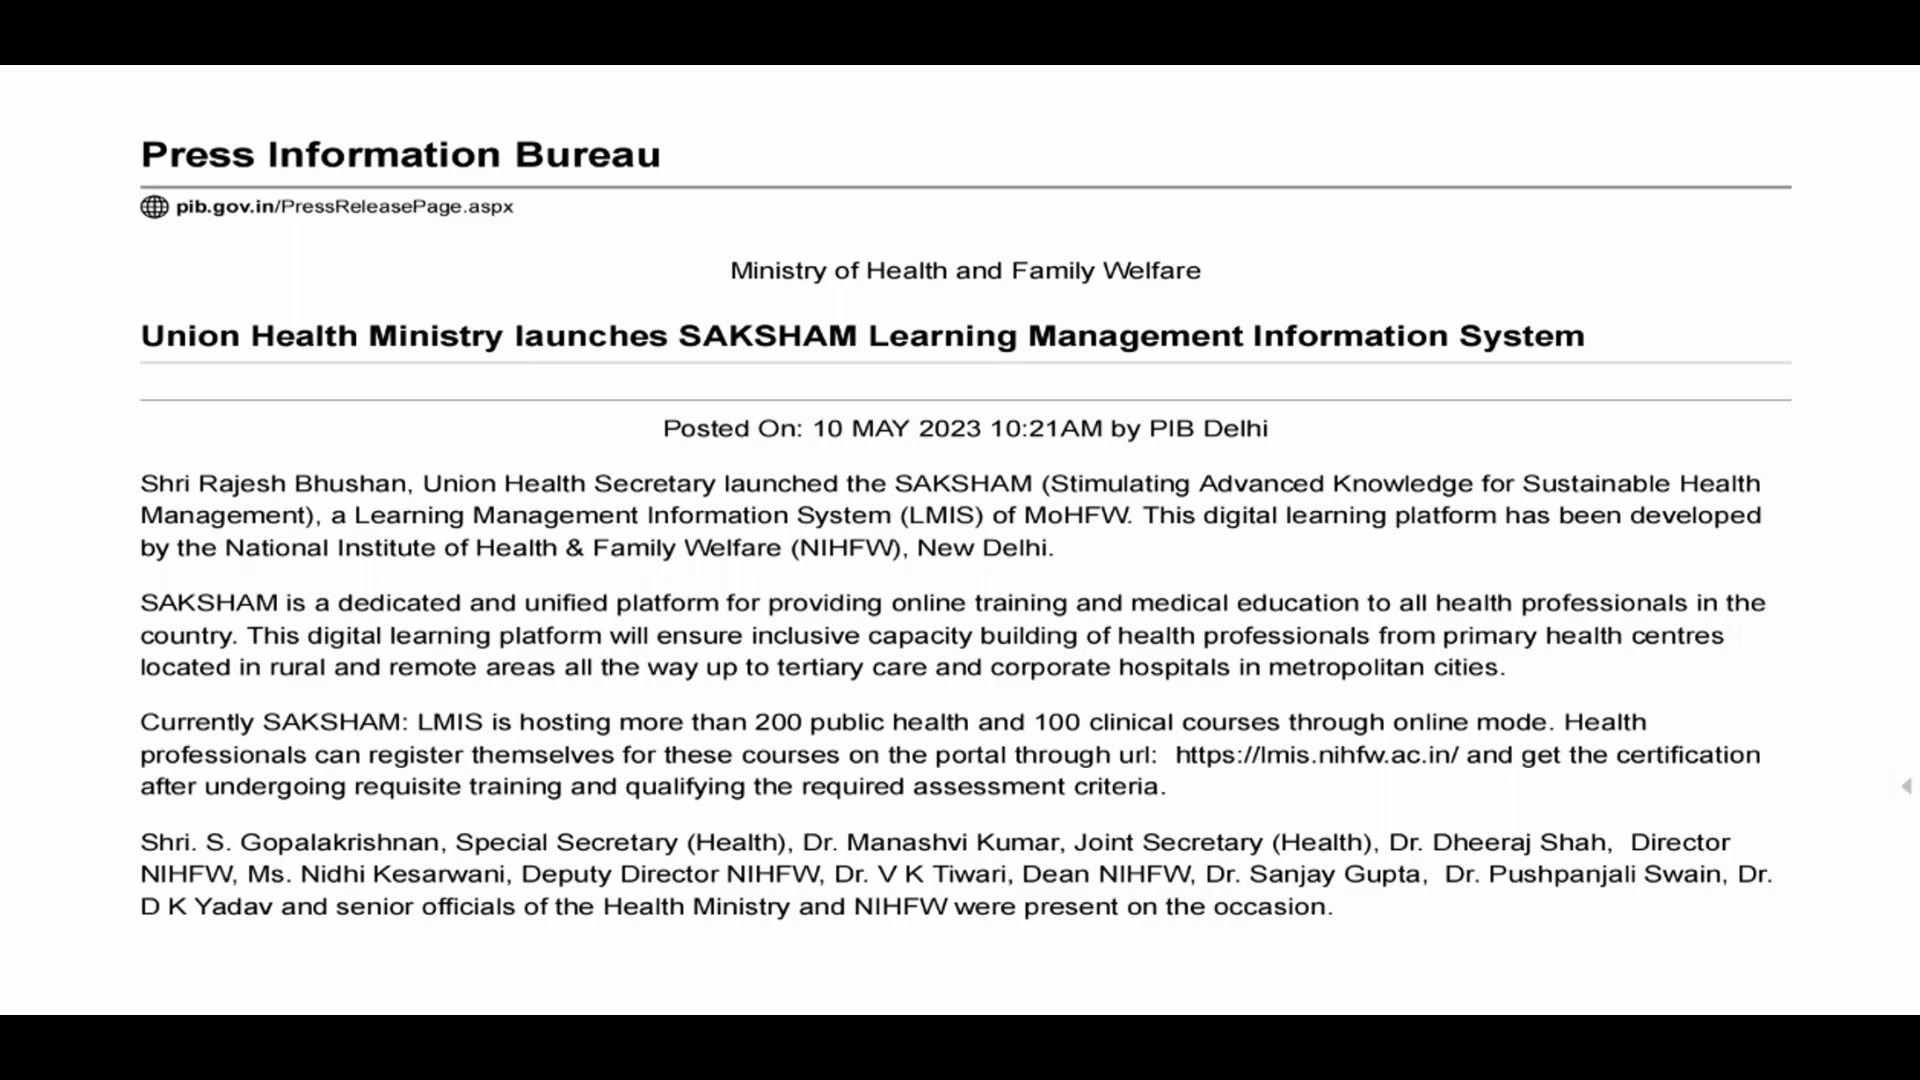 Press Information Bureau
pib.gov.in/PressReleasePage.aspx
Ministry of Health and Family Welfare
Union Health Ministry launches SAKSHAM Learning Management Information System
Posted On: 10 MAY 2023 10:21AM by PIB Delhi
Shri Rajesh Bhushan, Union Health Secretary launched the SAKSHAM (Stimulating Advanced Knowledge for Sustainable Health
Management), a Learning Management Information System (LMIS) of MoHFW. This digital learning platform has been developed
by the National Institute of Health & Family Welfare (NIHFW), New Delhi.
SAKSHAM is a dedicated and unified platform for providing online training and medical education to all health professionals in the
country. This digital learning platform will ensure inclusive capacity building of health professionals from primary health centres
located in rural and remote areas all the way up to tertiary care and corporate hospitals in metropolitan cities.
Currently SAKSHAM: LMIS is hosting more than 200 public health and 100 clinical courses through online mode. Health
professionals can register themselves for these courses on the portal through url:  https://lmis.nihfw.ac.in/ and get the certification
after undergoing requisite training and qualifying the required assessment criteria.
Shri. S. Gopalakrishnan, Special Secretary (Health), Dr. Manashvi Kumar, Joint Secretary (Health), Dr. Dheeraj Shah,  Director
NIHFW, Ms. Nidhi Kesarwani, Deputy Director NIHFW, Dr. V K Tiwari, Dean NIHFW, Dr. Sanjay Gupta,  Dr. Pushpanjali Swain, Dr.
D K Yadav and senior officials of the Health Ministry and NIHFW were present on the occasion.